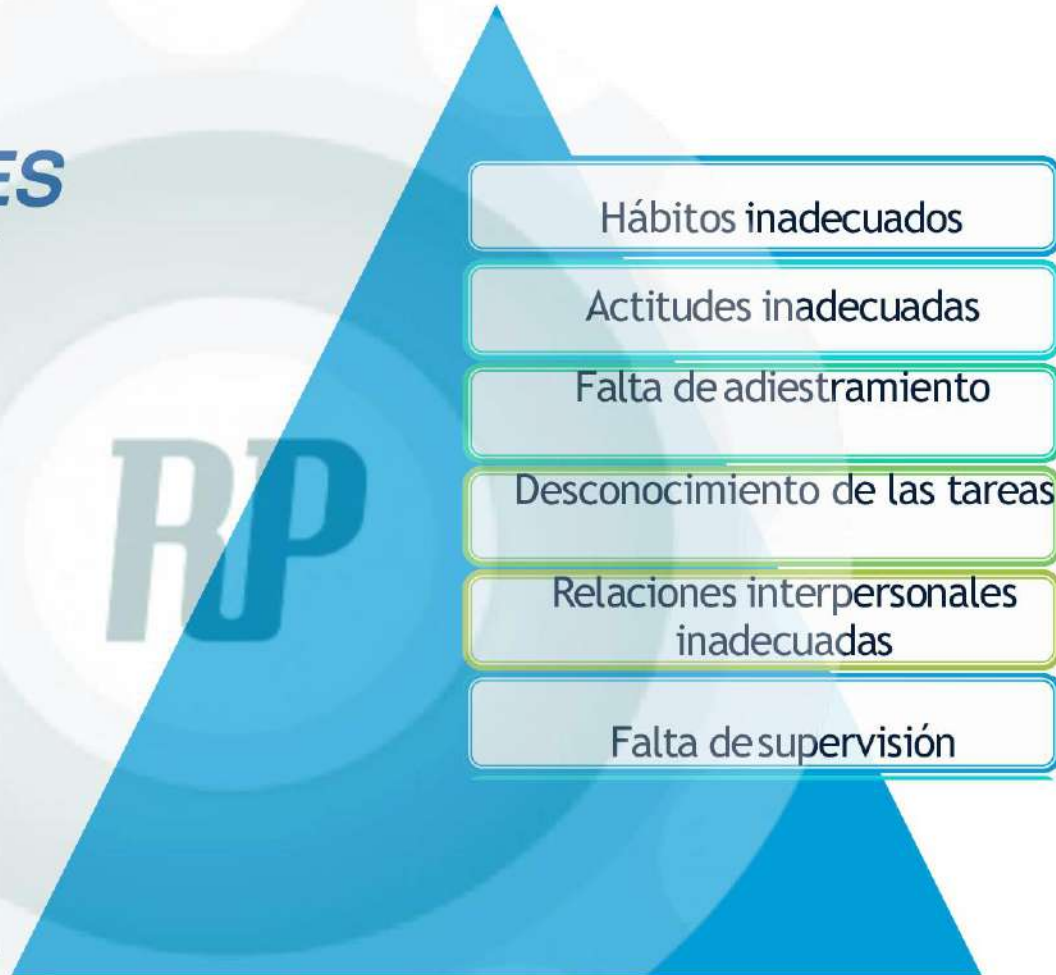 ES
Hábitos inadecuados
Actitudes inadecuadas
Falta de adiestramiento
RP
Desconocimiento de las tareas
Relaciones interpersonales
inadecuadas
Falta de supervisión